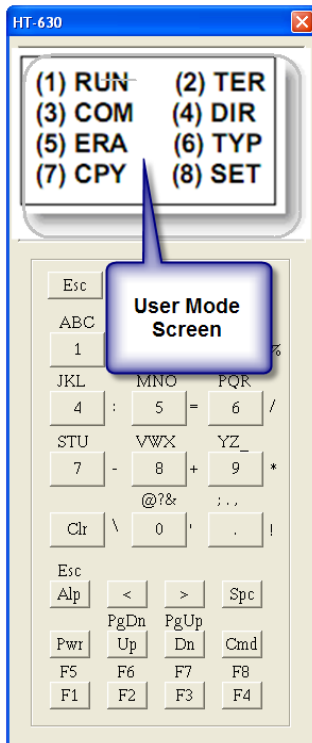 HT-630
(1) RUN (2) TER
(3) COM (4) DIR
(5) ERA (6) TYP
(7) CPY (8) SET
User Mode
Screen
Esc
ABC
1 %
JKL MNO PQR
4 : 5 = 6 /
STU VWX YZ_
7 - 8 + 9 *
@?& ; . ,
Clr \ 0 ' . !
Esc
Alp < > Spc
PgDn PgUp
Pwr Up Dn Cmd
F5 F6 F7 F8
F1 F2 F3 F4